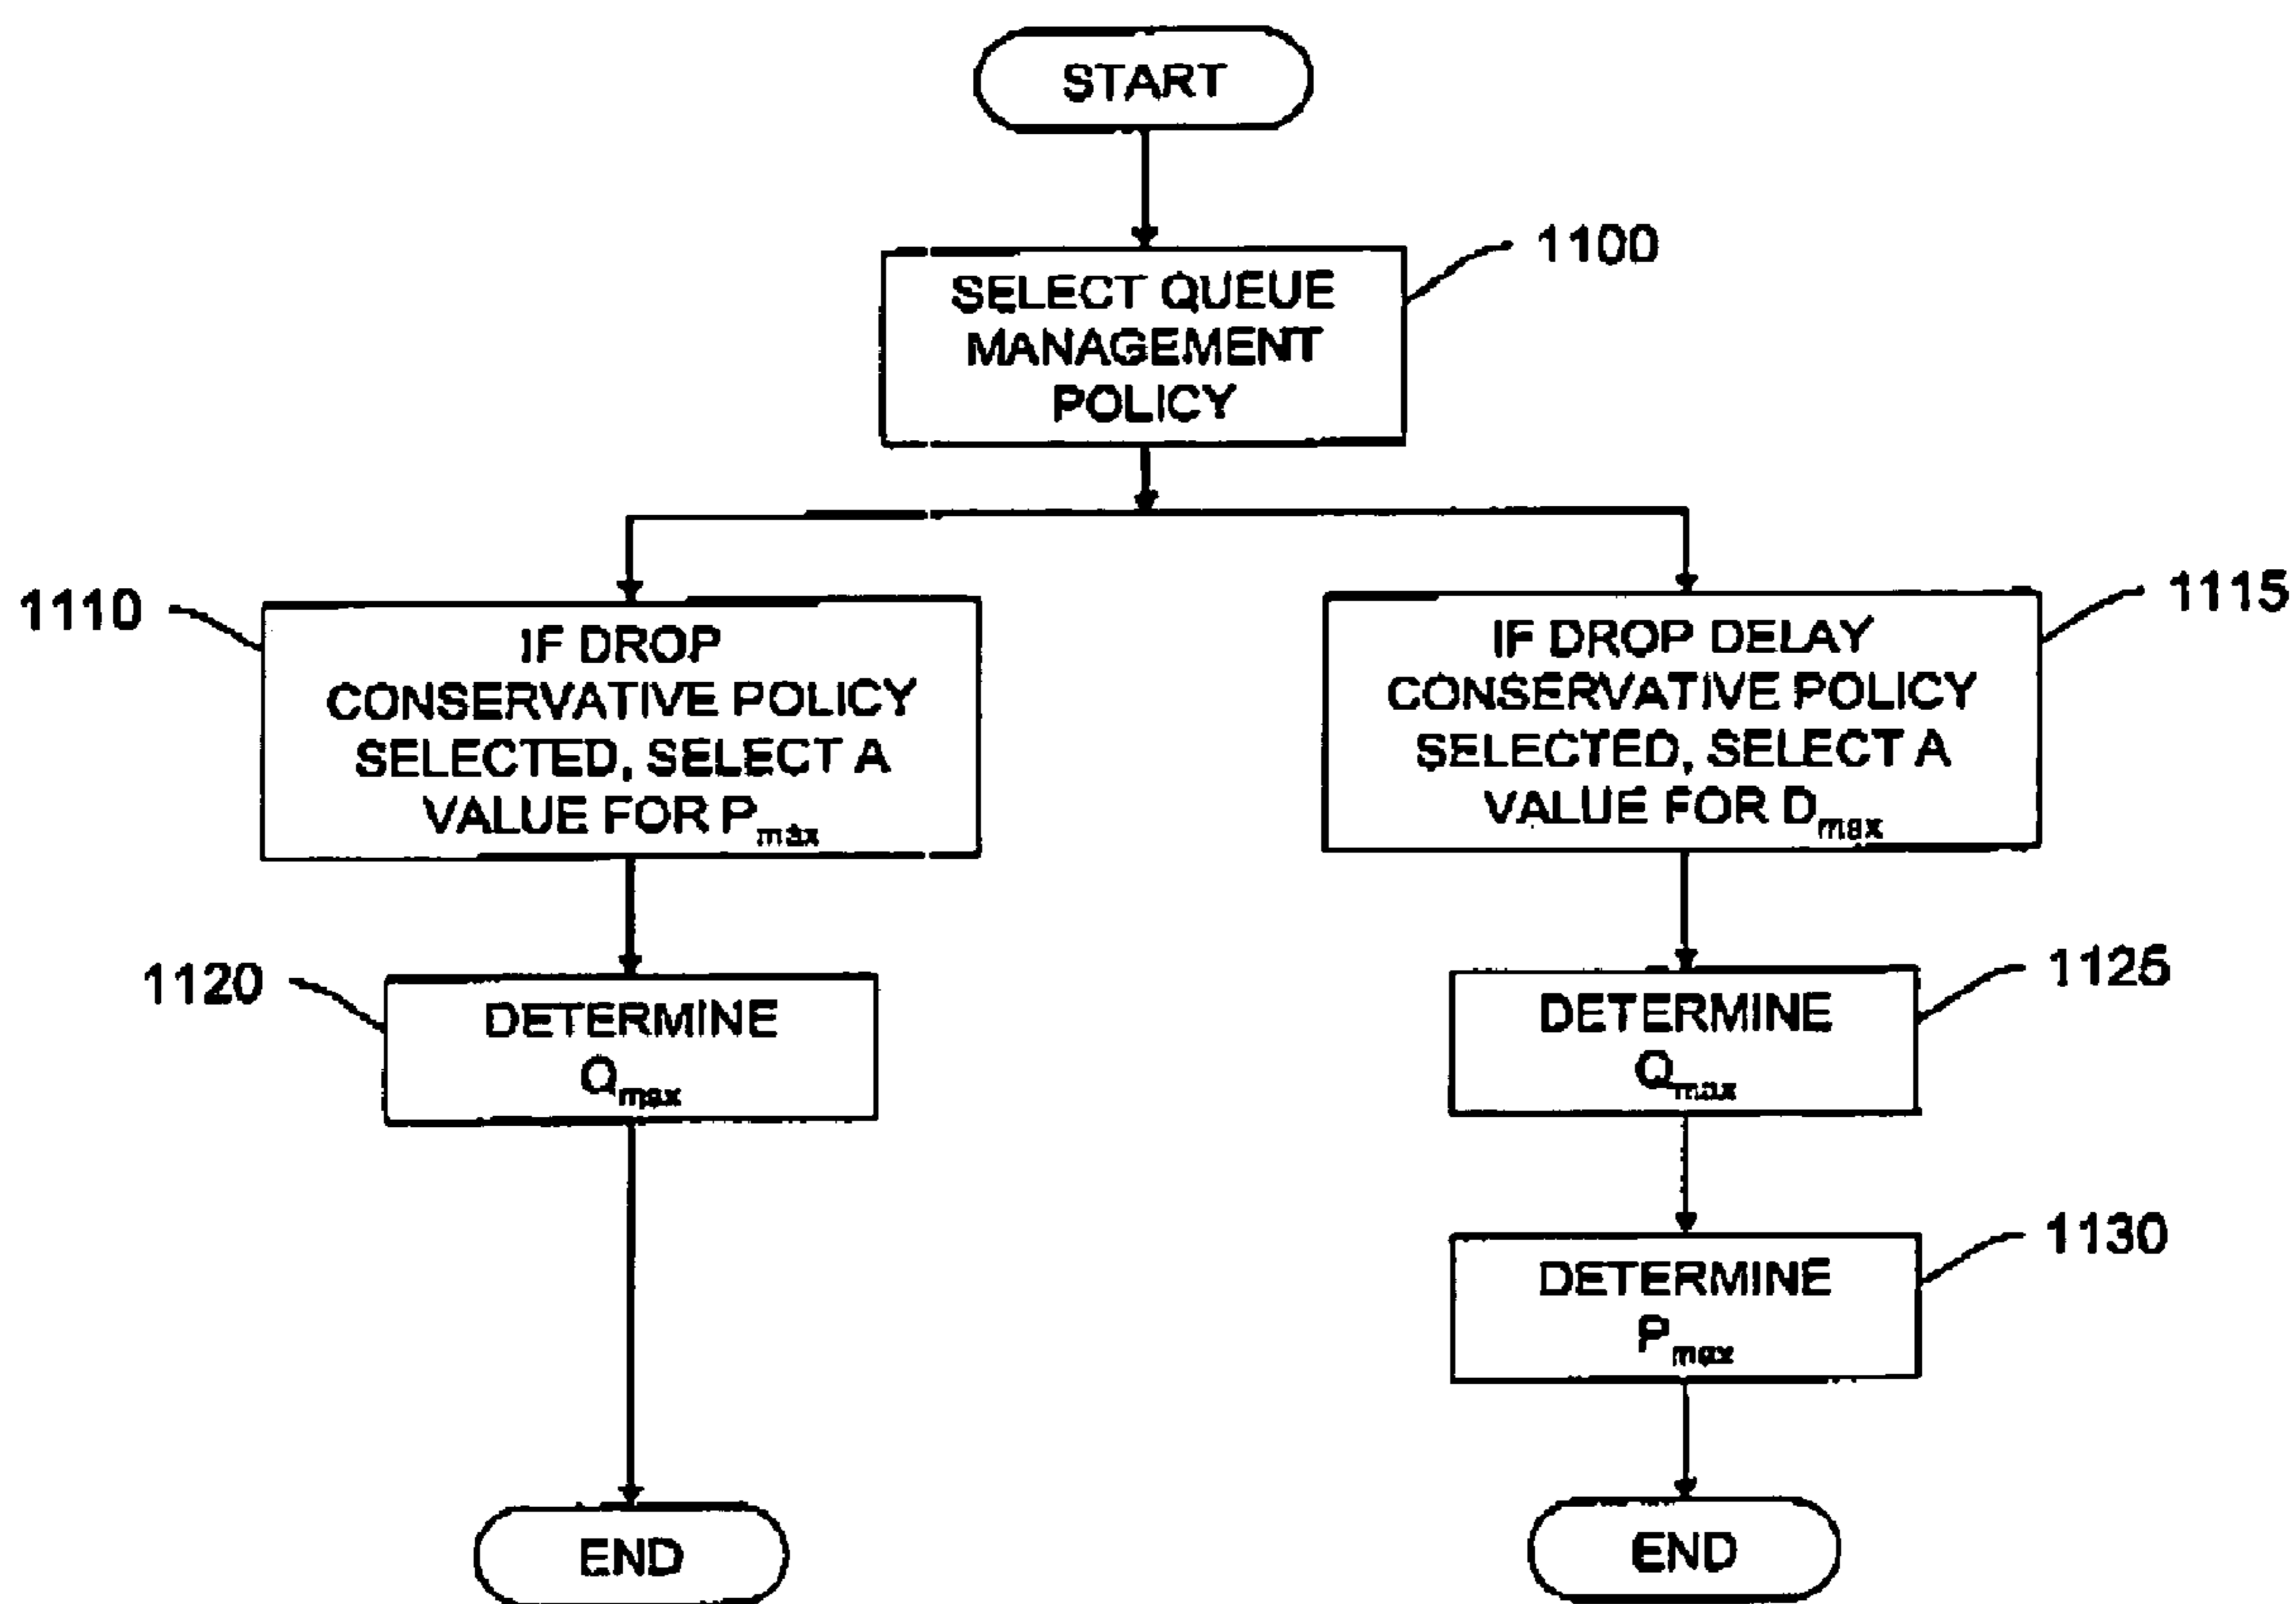 START
1100
SELECT QUEUE
MANAGEMENT
POLICY
1110
IF DROP
CONSERVATIVE POLICY
SELECTED, SELECT A
VALUE FOR Pmax
1115
IF DROP DELAY
CONSERVATIVE POLICY
SELECTED, SELECT A
VALUE FOR Dmax
1120
DETERMINE
Qmax
1125
DETERMINE
Qmax
1130
DETERMINE
Pmax
END
END